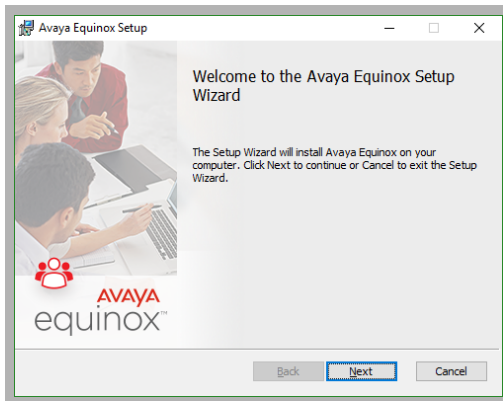 Avaya Equinox Setup
Welcome to the Avaya Equinox Setup
Wizard
The Setup Wizard will install Avaya Equinox on your
computer. Click Next to continue or Cancel to exit the Setup
Wizard.
AVAYA
equinox™
Back Next Cancel